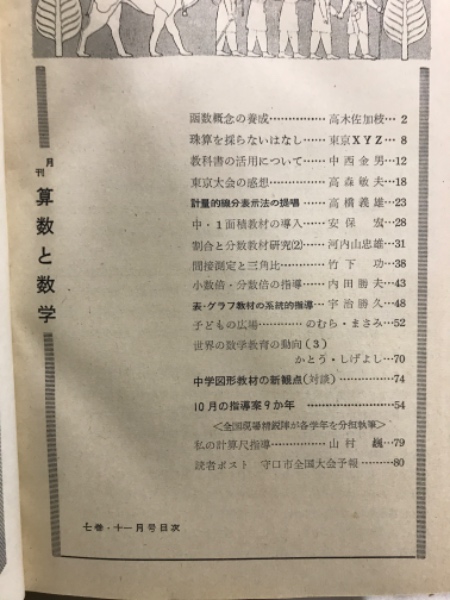 月刊 算数と数学
函数概念の養成……………高木佐加枝… 2
珠算を採らないはなし……東京XYZ… 8
教科書の活用について……中西金男…12
東京大会の感想……………高森敏夫…18
計量的積分表示法の提唱…高橋義雄…23
中・1面積教材の導入……安保宏…28
割合と分数教材研究(2)……河内山忠雄…31
間接測定と三角比…………竹下功…38
小数倍・分数倍の指導……内田勝夫…43
表・グラフ教材の系統的指導…宇治勝久…48
子どもの広場…………のむら・まさみ…52
世界の数学教育の動向(3)
かとう・しげよし…70
中学図形教材の新観点(対談)……………74
10月の指導案9か年……………………54
<全国現場精鋭陣が各学年を分担執筆>
私の計算尺指導……………山村…79
読者ポスト 守口市全国大会予報………80
七巻・十一月号目次